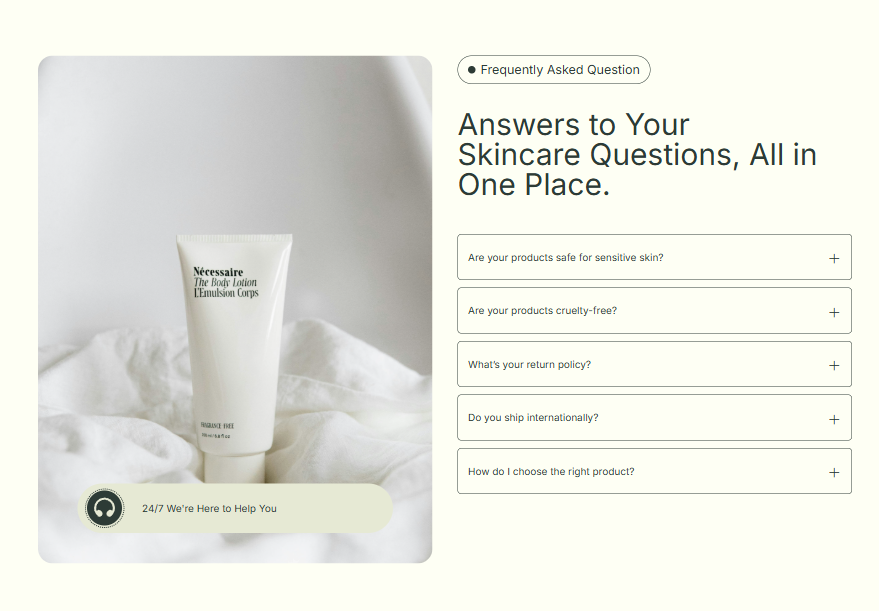 Frequently Asked Question
Answers to Your
Skincare Questions, All in
One Place.
Nécessaire
The Body Lotion
L'Emulsion Corps
FRAGRANCE FREE
24/7 We're Here to Help You
Are your products safe for sensitive skin?
Are your products cruelty-free?
What's your return policy?
Do you ship internationally?
How do I choose the right product?